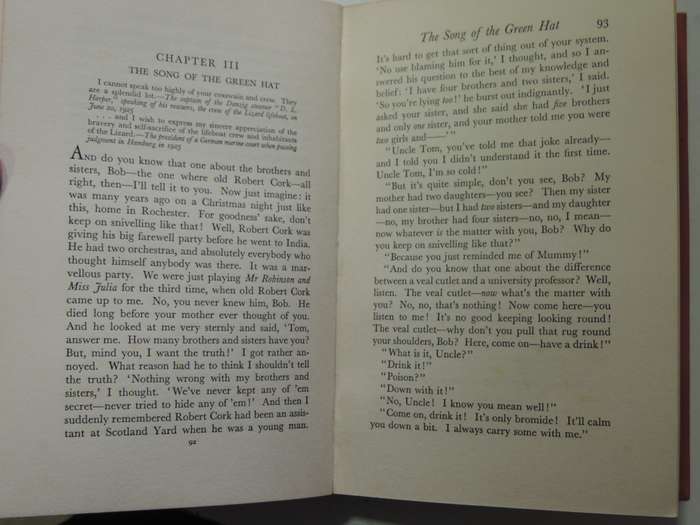 CHAPTER III
THE SONG OF THE GREEN HAT
I cannot speak too highly of your coxswain and crew. They
are a splendid lot.—The captain of the Danzig steamer "D. L.
Harper," speaking of his rescuers, the crew of the Lizard lifeboat, on
June 20, 1925
. . . and I wish to express my sincere appreciation of the
bravery and self-sacrifice of the lifeboat crew and inhabitants
of the Lizard.—The president of a German marine court when passing
judgment in Hamburg in 1925
AND do you know that one about the brothers and
sisters, Bob—the one where old Robert Cork—all
right, then—I'll tell it to you. Now just imagine: it
was many years ago on a Christmas night just like
this, home in Rochester. For goodness' sake, don't
keep on snivelling like that! Well, Robert Cork was
giving his big farewell party before he went to India.
He had two orchestras, and absolutely everybody who
thought himself anybody was there. It was a mar-
vellous party. We were just playing Mr Robinson and
Miss Julia for the third time, when old Robert Cork
came up to me. No, you never knew him, Bob. He
died long before your mother ever thought of you.
And he looked at me very sternly and said, 'Tom,
answer me. How many brothers and sisters have you?
But, mind you, I want the truth!' I got rather an-
noyed. What reason had he to think I shouldn't tell
the truth? 'Nothing wrong with my brothers and
sisters,' I thought. 'We've never kept any of 'em
secret—never tried to hide any of 'em!' And then I
suddenly remembered Robert Cork had been an assis-
tant at Scotland Yard when he was a young man.
92
The Song of the Green Hat 93
It's hard to get that sort of thing out of your system.
'No use blaming him for it,' I thought, and so I an-
swered his question to the best of my knowledge and
belief: 'I have four brothers and two sisters,' I said.
'So you're lying too!' he burst out indignantly. 'I just
asked your sister, and she said she had five brothers
and only one sister, and your mother told me you were
two girls and——'"
"Uncle Tom, you've told me that joke already—
and I told you I didn't understand it the first time.
Uncle Tom, I'm so cold!"
"But it's quite simple, don't you see, Bob? My
mother had two daughters—you see? Then my sister
had one sister—but I had two sisters—and my daughter
—no, my brother had four sisters—no, no, I mean—
now whatever is the matter with you, Bob? Why do
you keep on snivelling like that?"
"Because you just reminded me of Mummy!"
"And do you know that one about the difference
between a veal cutlet and a university professor? Well,
listen. The veal cutlet—now what's the matter with
you? No, no, that's nothing! Now come here—you
listen to me! It's no good keeping looking round!
The veal cutlet—why don't you pull that rug round
your shoulders, Bob? Here, come on—have a drink!"
"What is it, Uncle?"
"Drink it!"
"Poison?"
"Down with it!"
"No, Uncle! I know you mean well!"
"Come on, drink it! It's only bromide! It'll calm
you down a bit. I always carry some with me."